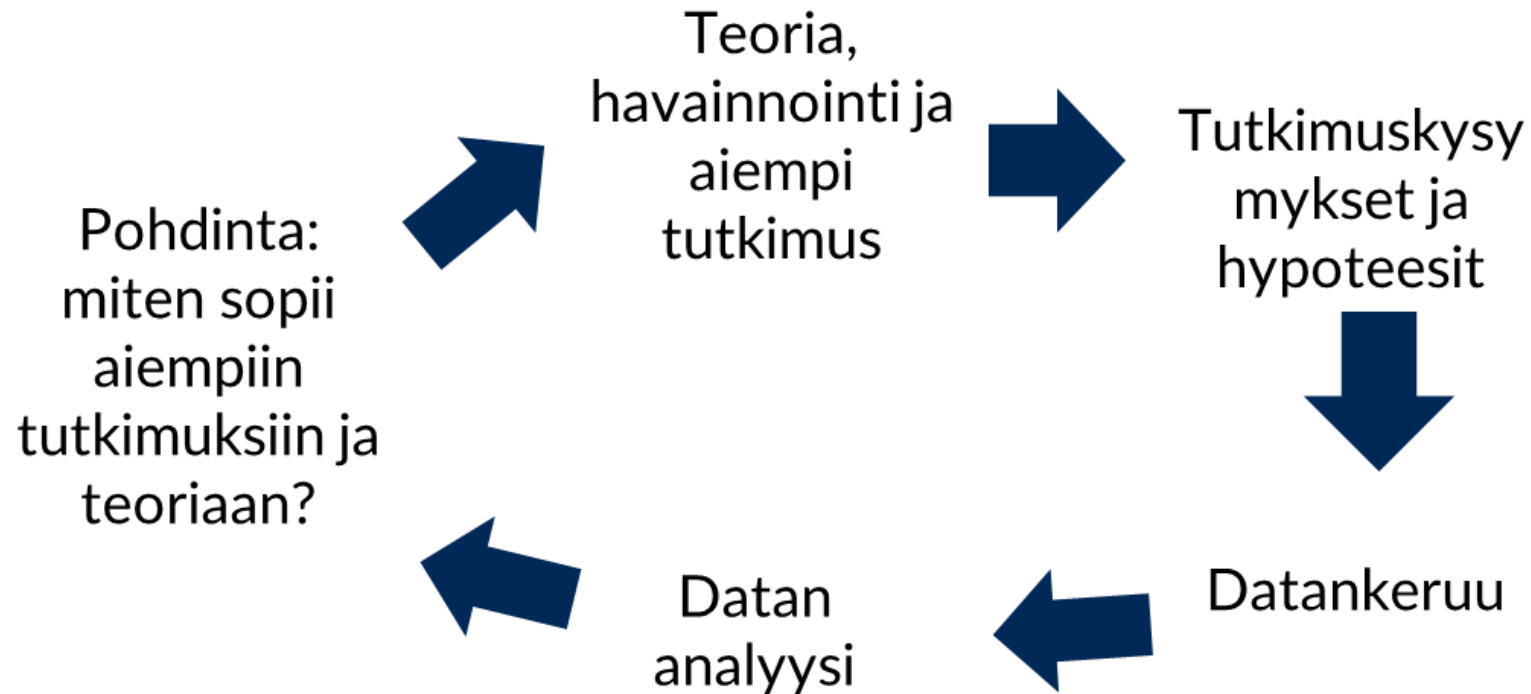 Teoria,
havainnointi ja
aiempi
tutkimus
Tutkimuskysy
mykset ja
hypoteesit
Datankeruu
Datan
analyysi
Pohdinta:
miten sopii
aiempiin
tutkimuksiin ja
teoriaan?